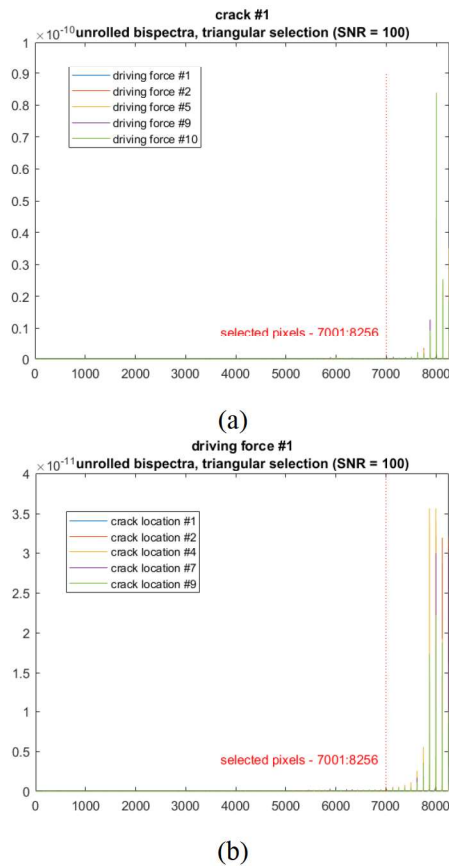 crack #1
×10⁻¹⁰ unrolled bispectra, triangular selection (SNR = 100)
1
0.9
0.8
0.7
0.6
0.5
0.4
0.3
0.2
0.1
0
driving force #1
driving force #2
driving force #5
driving force #9
driving force #10
selected pixels - 7001:8256
0 1000 2000 3000 4000 5000 6000 7000 8000
(a)
driving force #1
×10⁻¹¹ unrolled bispectra, triangular selection (SNR = 100)
4
3.5
3
2.5
2
1.5
1
0.5
0
crack location #1
crack location #2
crack location #4
crack location #7
crack location #9
selected pixels - 7001:8256
0 1000 2000 3000 4000 5000 6000 7000 8000
(b)